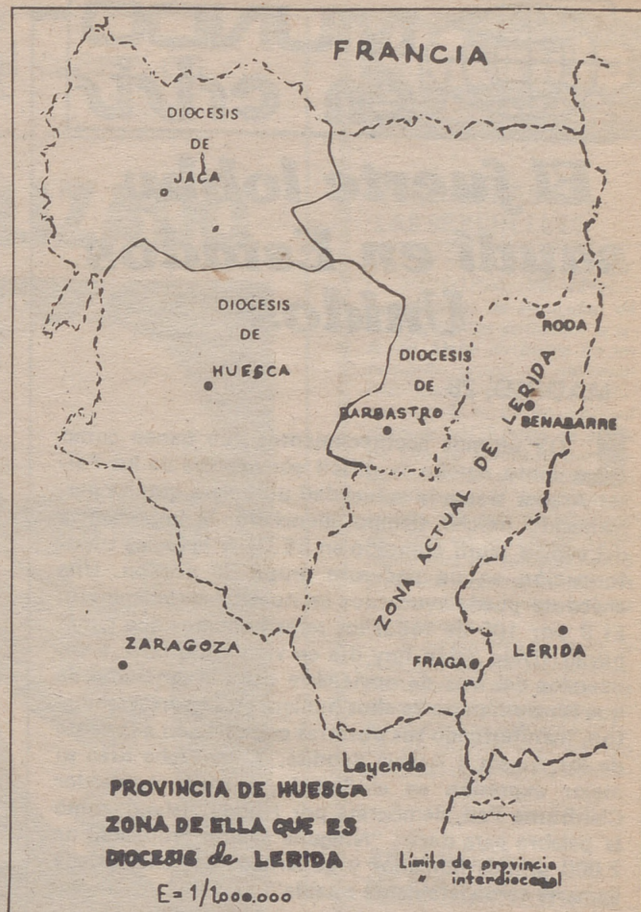 FRANCIA
DIOCESIS
DE
JACA
DIOCESIS
DE
HUESCA
DIOCESIS
DE
BARBASTRO
RODA
BENABARRE
ZONA ACTUAL DE LERIDA
ZARAGOZA
FRAGA
LERIDA
Leyenda
PROVINCIA DE HUESCA
ZONA DE ELLA QUE ES
DIOCESIS de LERIDA
E = 1/1.000.000
Límite de provincia
" interdiocesal